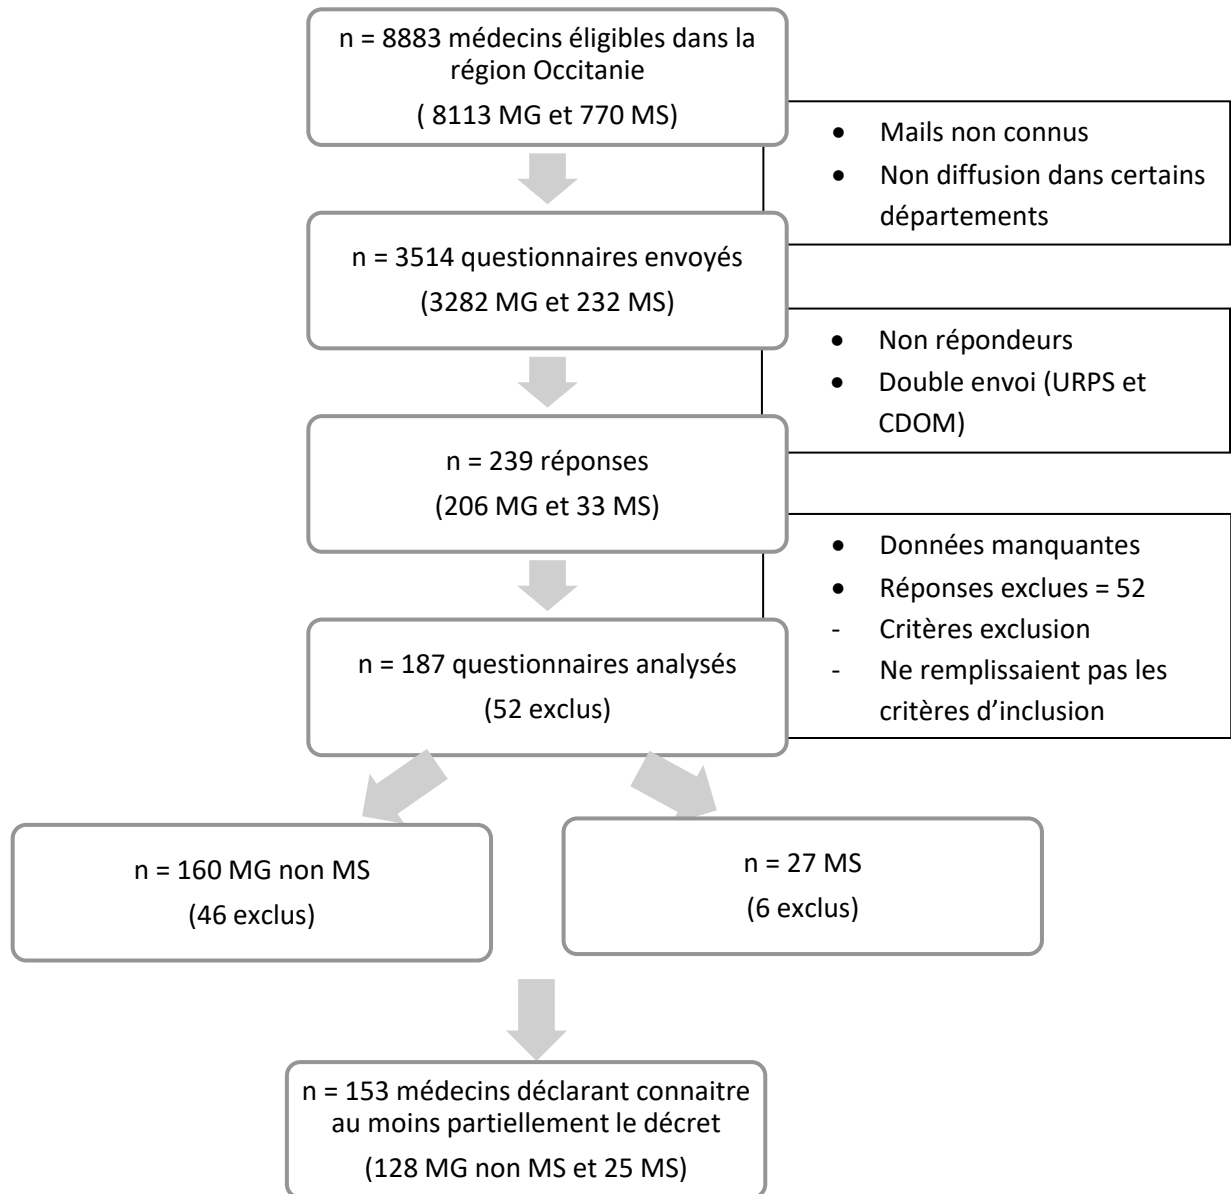 n = 8883 médecins éligibles dans la
région Occitanie
( 8113 MG et 770 MS)
• Mails non connus
• Non diffusion dans certains
départements
n = 3514 questionnaires envoyés
(3282 MG et 232 MS)
• Non répondeurs
• Double envoi (URPS et
CDOM)
n = 239 réponses
(206 MG et 33 MS)
• Données manquantes
• Réponses exclues = 52
- Critères exclusion
- Ne remplissaient pas les
critères d’inclusion
n = 187 questionnaires analysés
(52 exclus)
n = 160 MG non MS
(46 exclus)
n = 27 MS
(6 exclus)
n = 153 médecins déclarant connaitre
au moins partiellement le décret
(128 MG non MS et 25 MS)